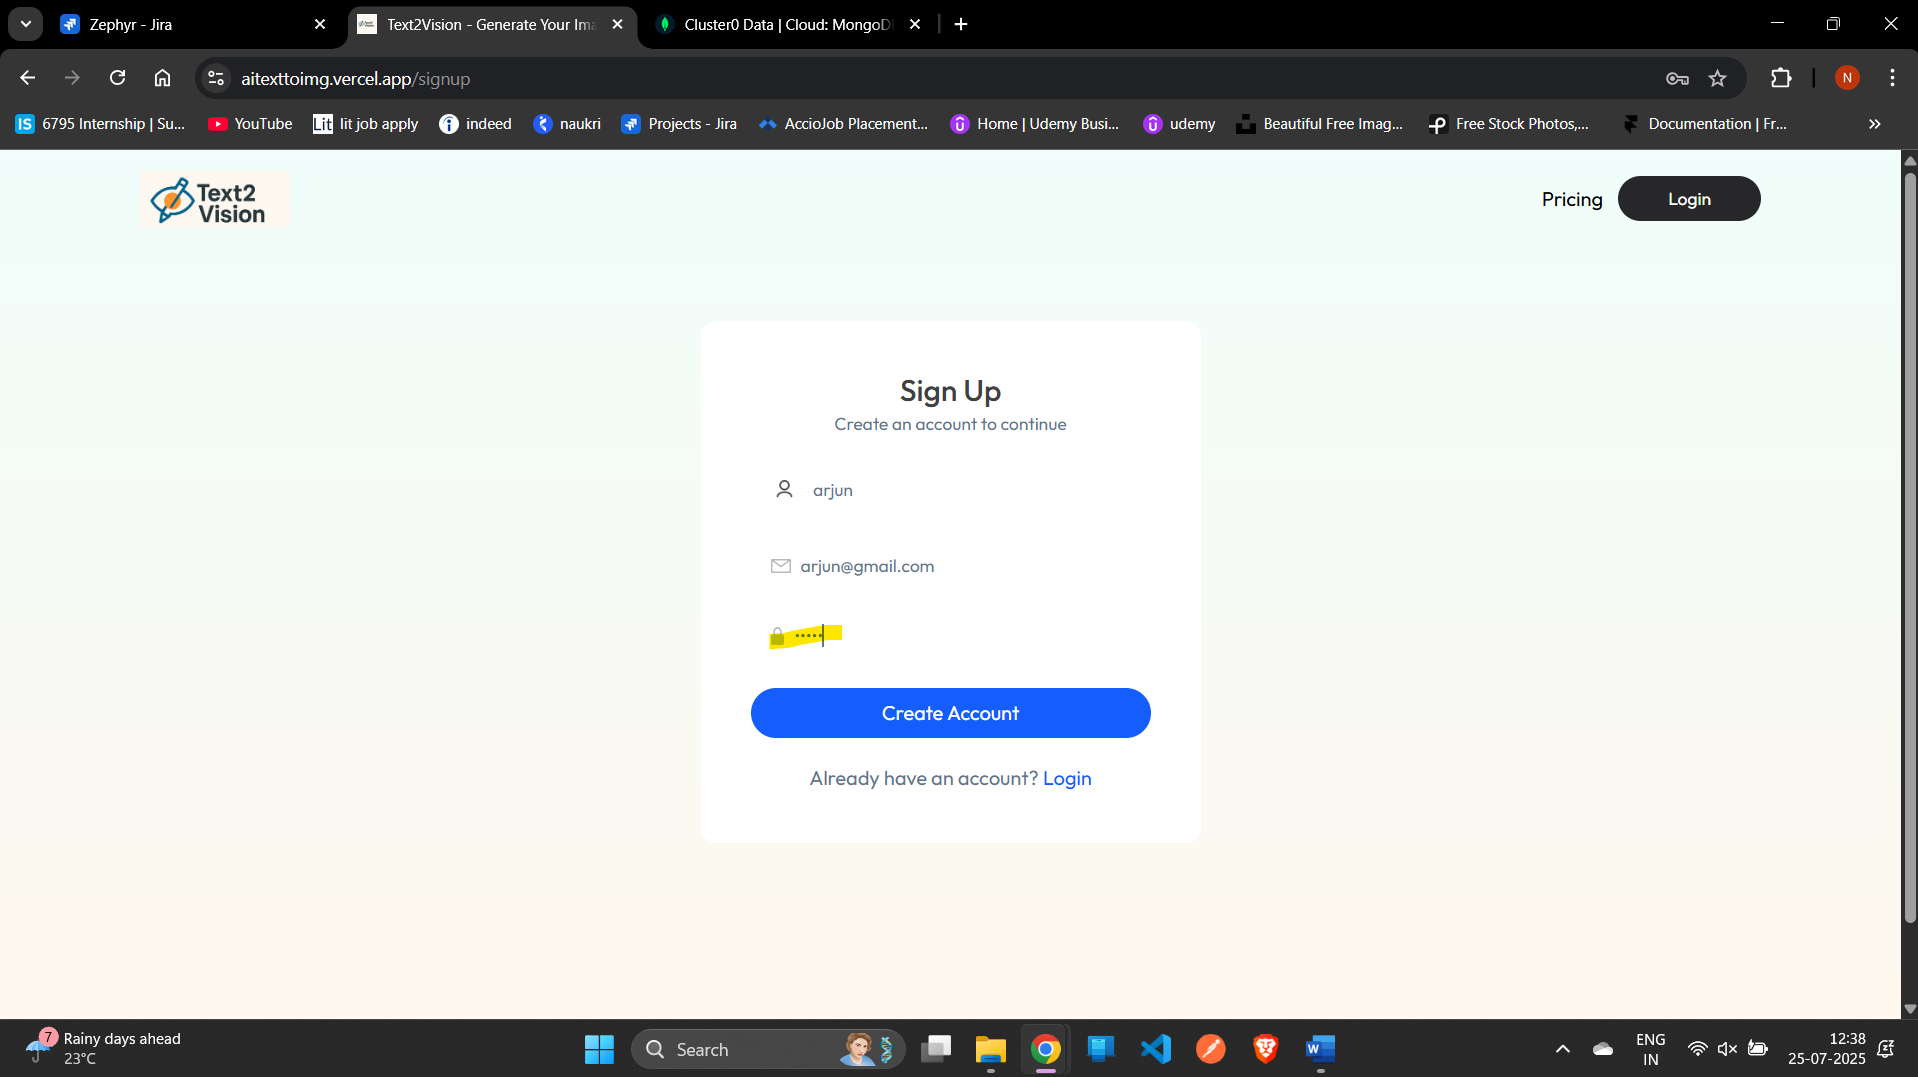 Zephyr - Jira
Text2Vision - Generate Your Ima
Cluster0 Data | Cloud: MongoD
aitexttoimg.vercel.app/signup
N
6795 Internship | Su...
YouTube
lit job apply
indeed
naukri
Projects - Jira
AccioJob Placement...
Home | Udemy Busi...
udemy
Beautiful Free Imag...
Free Stock Photos,...
Documentation | Fr...
Text2
Vision
Pricing
Login
Sign Up
Create an account to continue
arjun
arjun@gmail.com
•••••
Create Account
Already have an account? Login
7
Rainy days ahead
23°C
Search
ENG
IN
12:38
25-07-2025